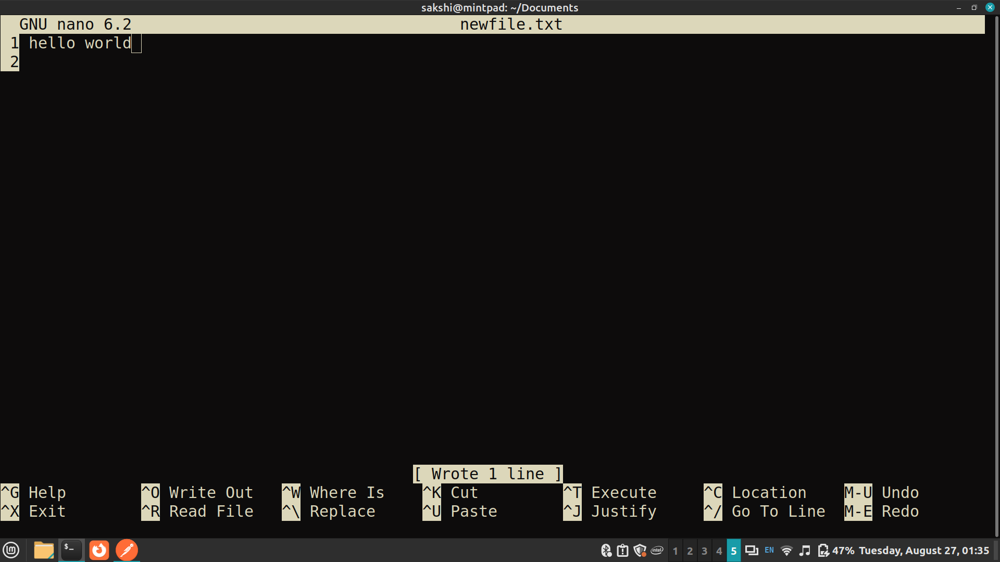 sakshi@mintpad: ~/Documents
GNU nano 6.2 newfile.txt
1 hello world
2
[ Wrote 1 line ]
^G Help ^O Write Out ^W Where Is ^K Cut ^T Execute ^C Location M-U Undo
^X Exit ^R Read File ^\ Replace ^U Paste ^J Justify ^/ Go To Line M-E Redo
$_ intel 1 2 3 4 5 EN 47% Tuesday, August 27, 01:35